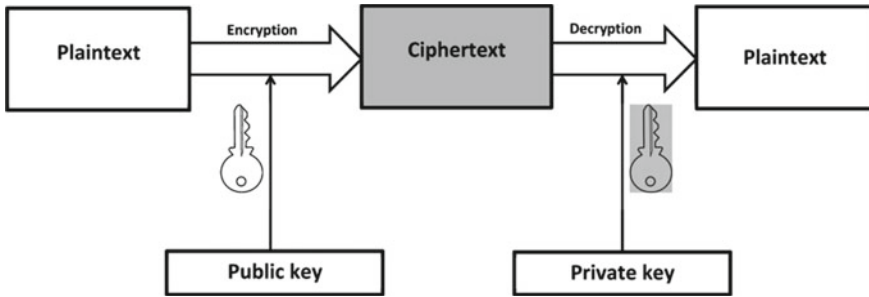 Encryption
Decryption
Plaintext
Ciphertext
Plaintext
Public key
Private key